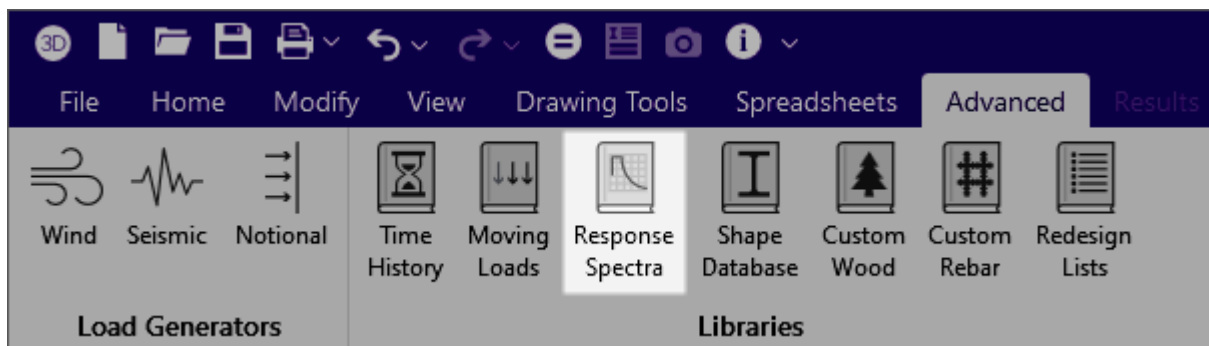 3D
File Home Modify View Drawing Tools Spreadsheets Advanced Results
Wind Seismic Notional Time Moving Response Shape Custom Custom Redesign
History Loads Spectra Database Wood Rebar Lists
Load Generators Libraries